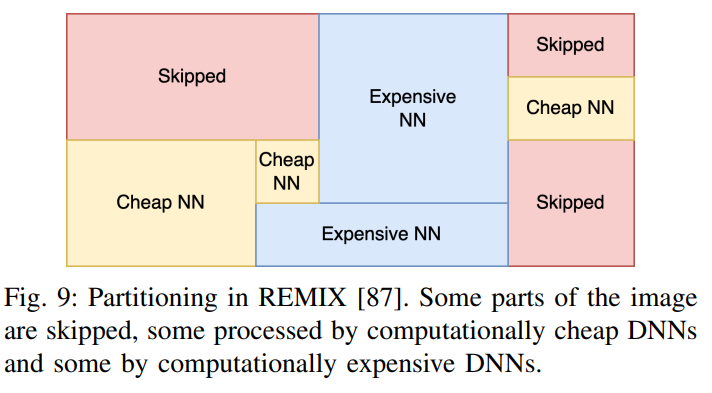 Skipped
Expensive
NN
Skipped
Cheap NN
Cheap
NN
Cheap NN
Skipped
Expensive NN
Fig. 9: Partitioning in REMIX [87]. Some parts of the image
are skipped, some processed by computationally cheap DNNs
and some by computationally expensive DNNs.